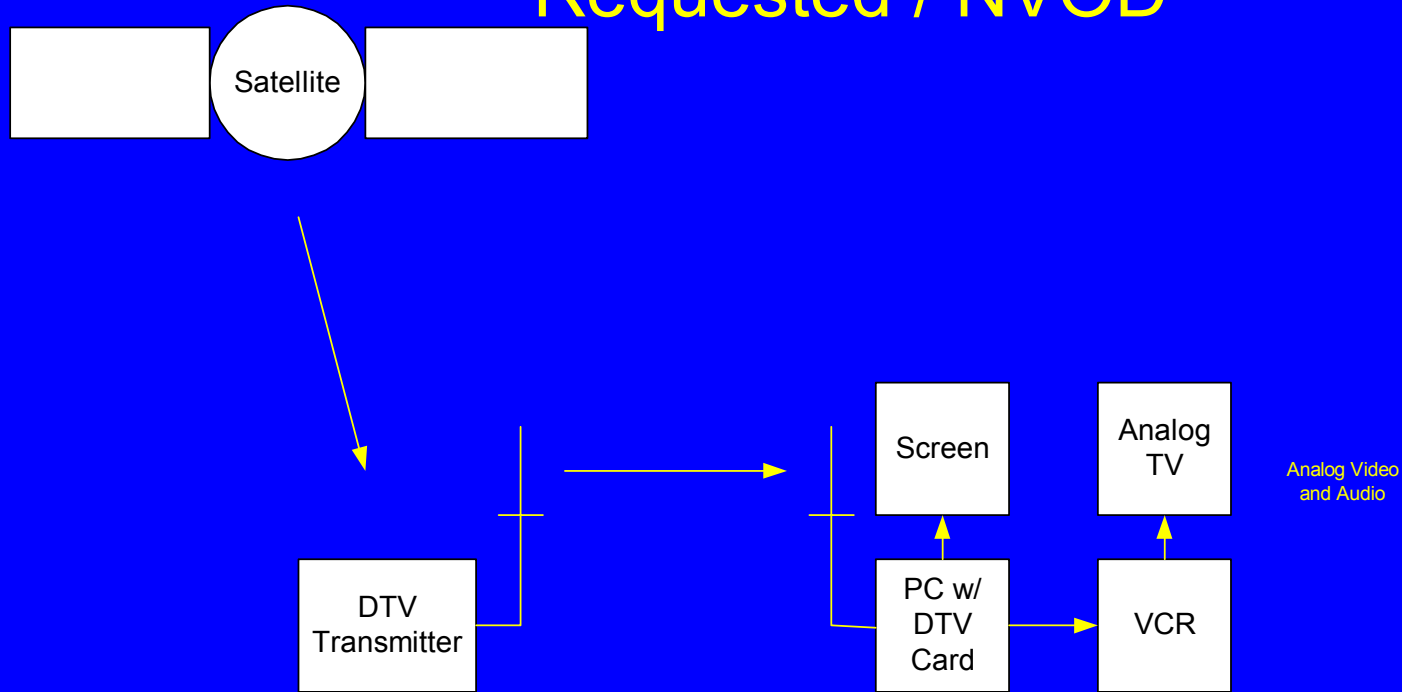 Requested / NVOD
Satellite
Screen
Analog
TV
Analog Video
and Audio
DTV
Transmitter
PC w/
DTV
Card
VCR